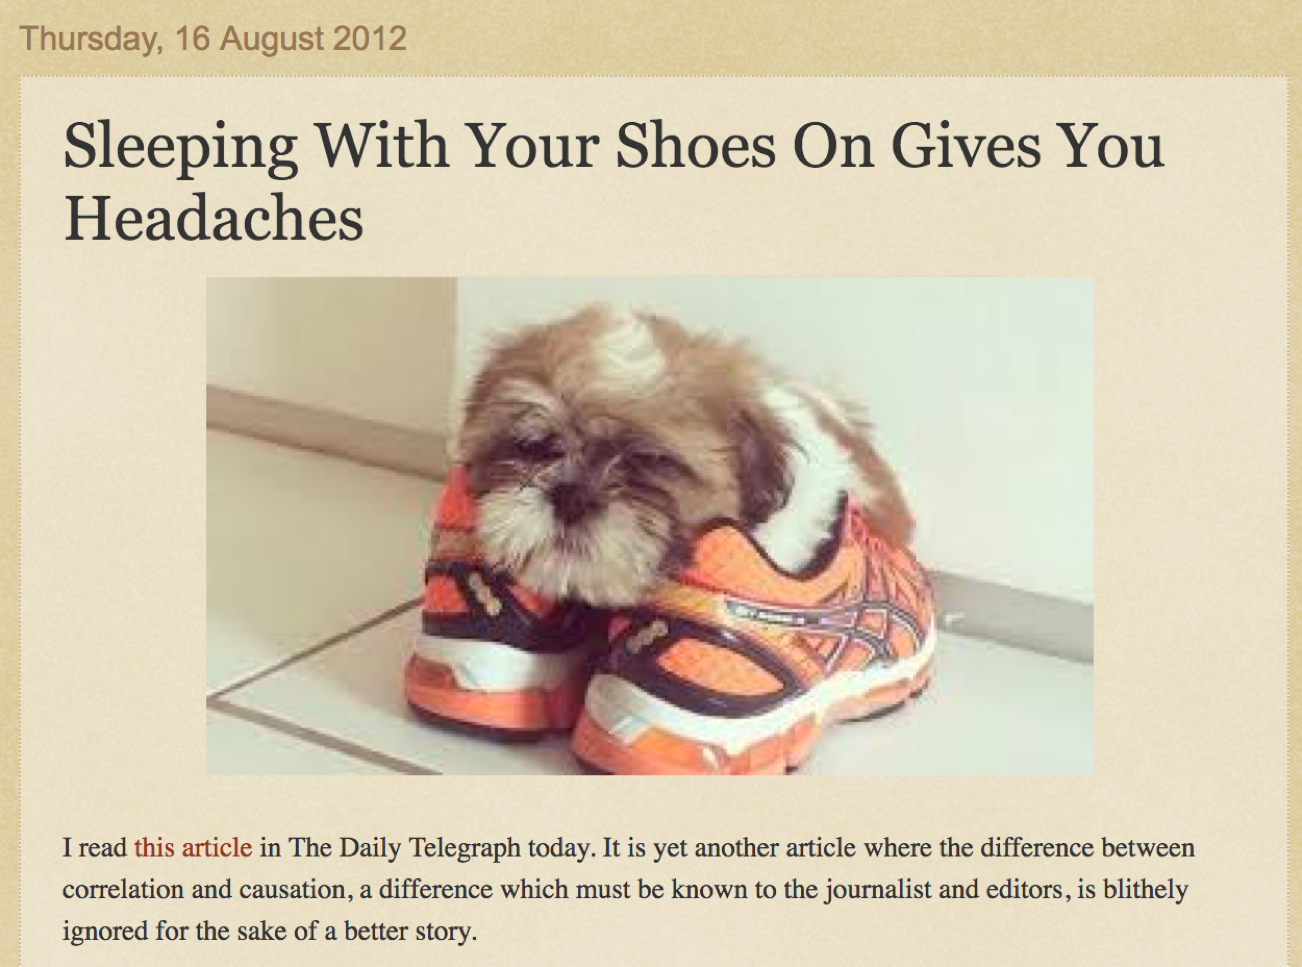 Thursday, 16 August 2012
Sleeping With Your Shoes On Gives You
Headaches
I read this article in The Daily Telegraph today. It is yet another article where the difference between
correlation and causation, a difference which must be known to the journalist and editors, is blithely
ignored for the sake of a better story.